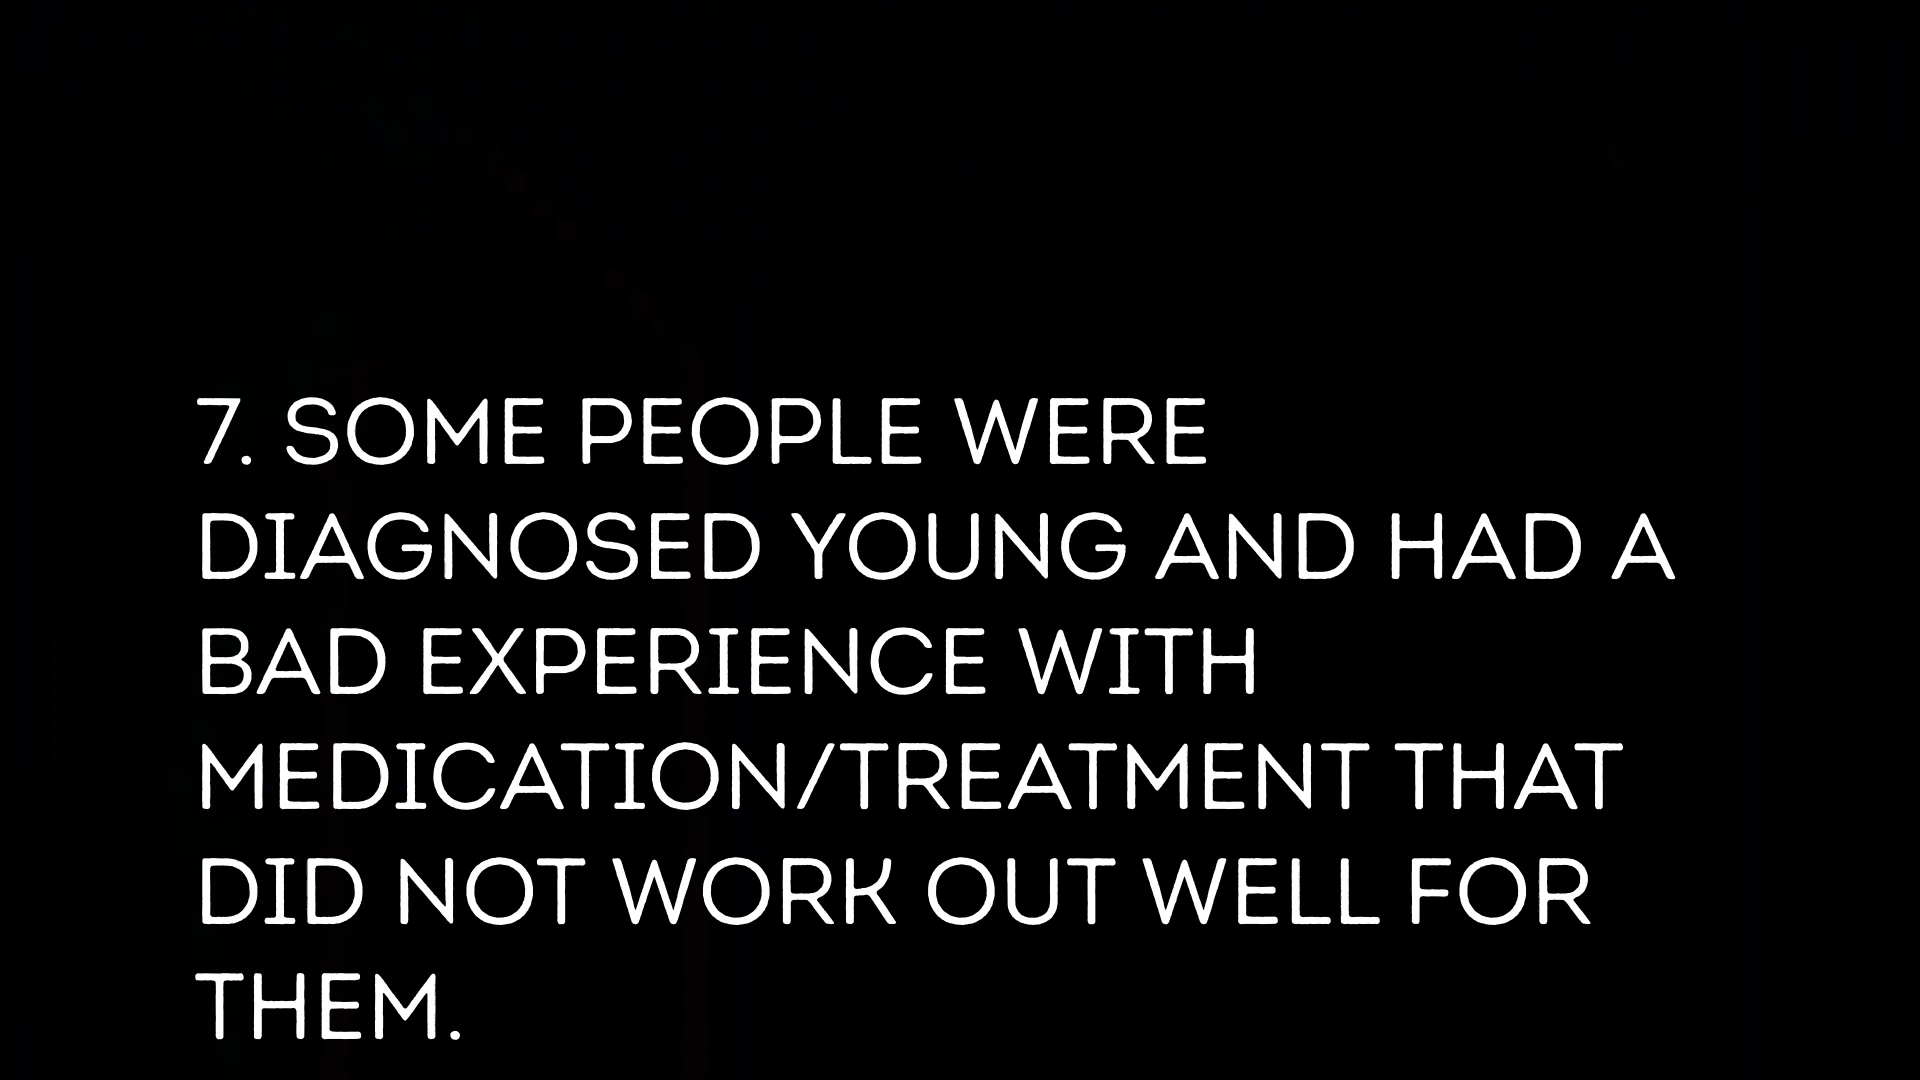 7. SOME PEOPLE WERE
DIAGNOSED YOUNG AND HAD A
BAD EXPERIENCE WITH
MEDICATION/TREATMENT THAT
DID NOT WORK OUT WELL FOR
THEM.